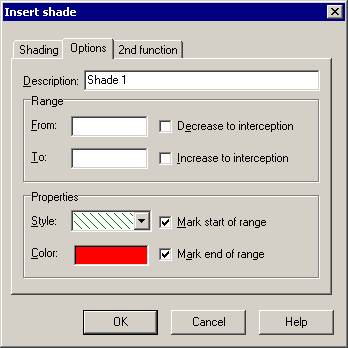 Insert shade
Shading Options 2nd function
Description: Shade 1
Range
From: Decrease to interception
To: Increase to interception
Properties
Style: Mark start of range
Color: Mark end of range
OK Cancel Help